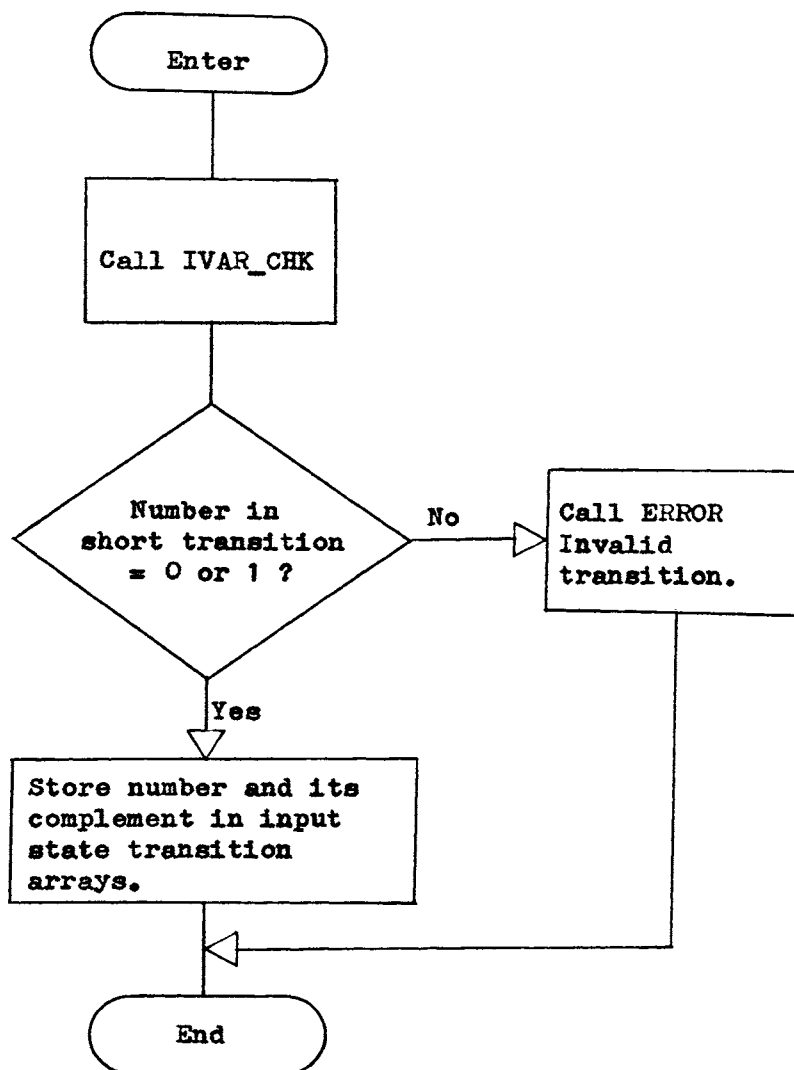 Enter
Call IVAR_CHK
Number in
short transition
= 0 or 1 ?
No
Call ERROR
Invalid
transition.
Yes
Store number and its
complement in input
state transition
arrays.
End